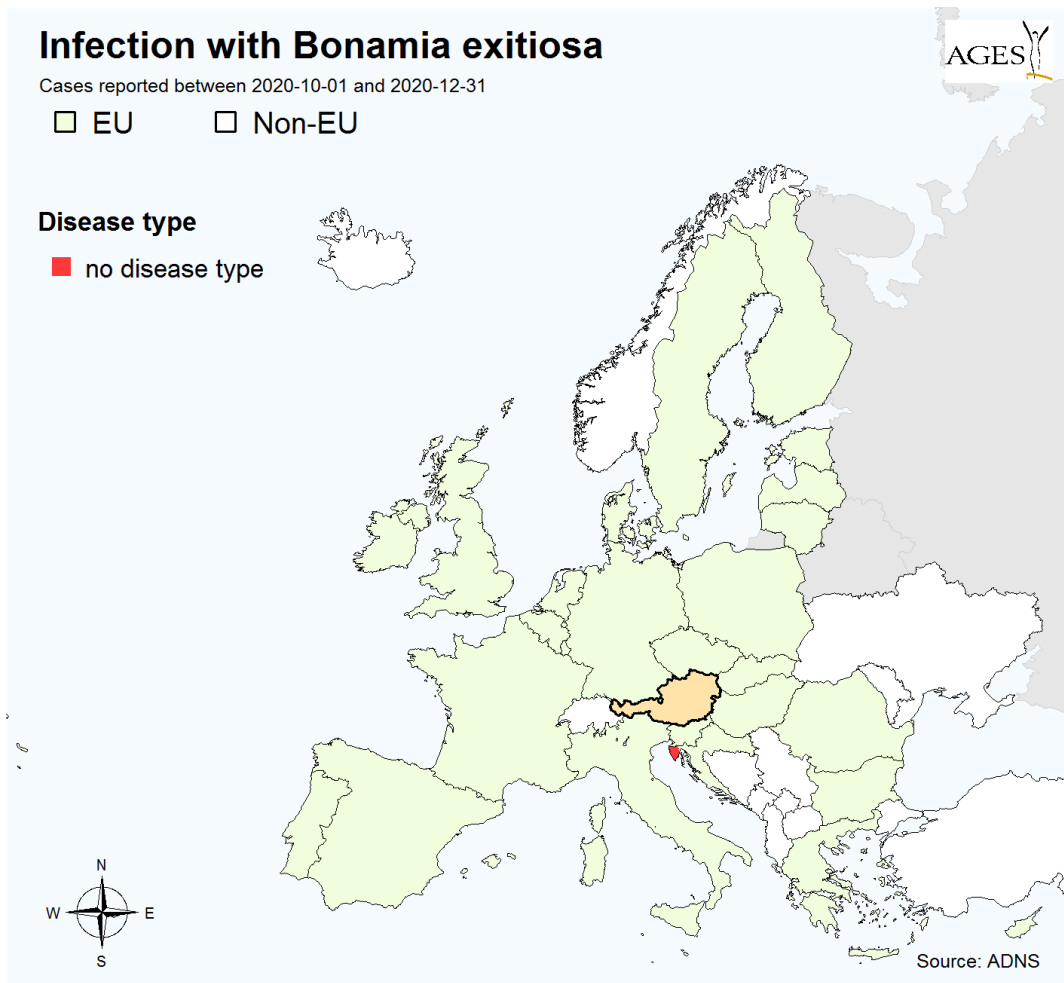 Infection with Bonamia exitiosa
AGES
Cases reported between 2020-10-01 and 2020-12-31
EU Non-EU
Disease type
no disease type
N
W E
S
Source: ADNS